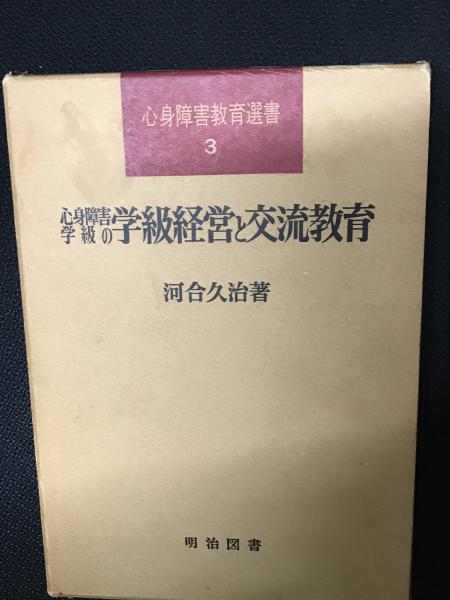 心身障害教育選書
3
心身障害学級の学級経営と交流教育
河合久治著
明治図書